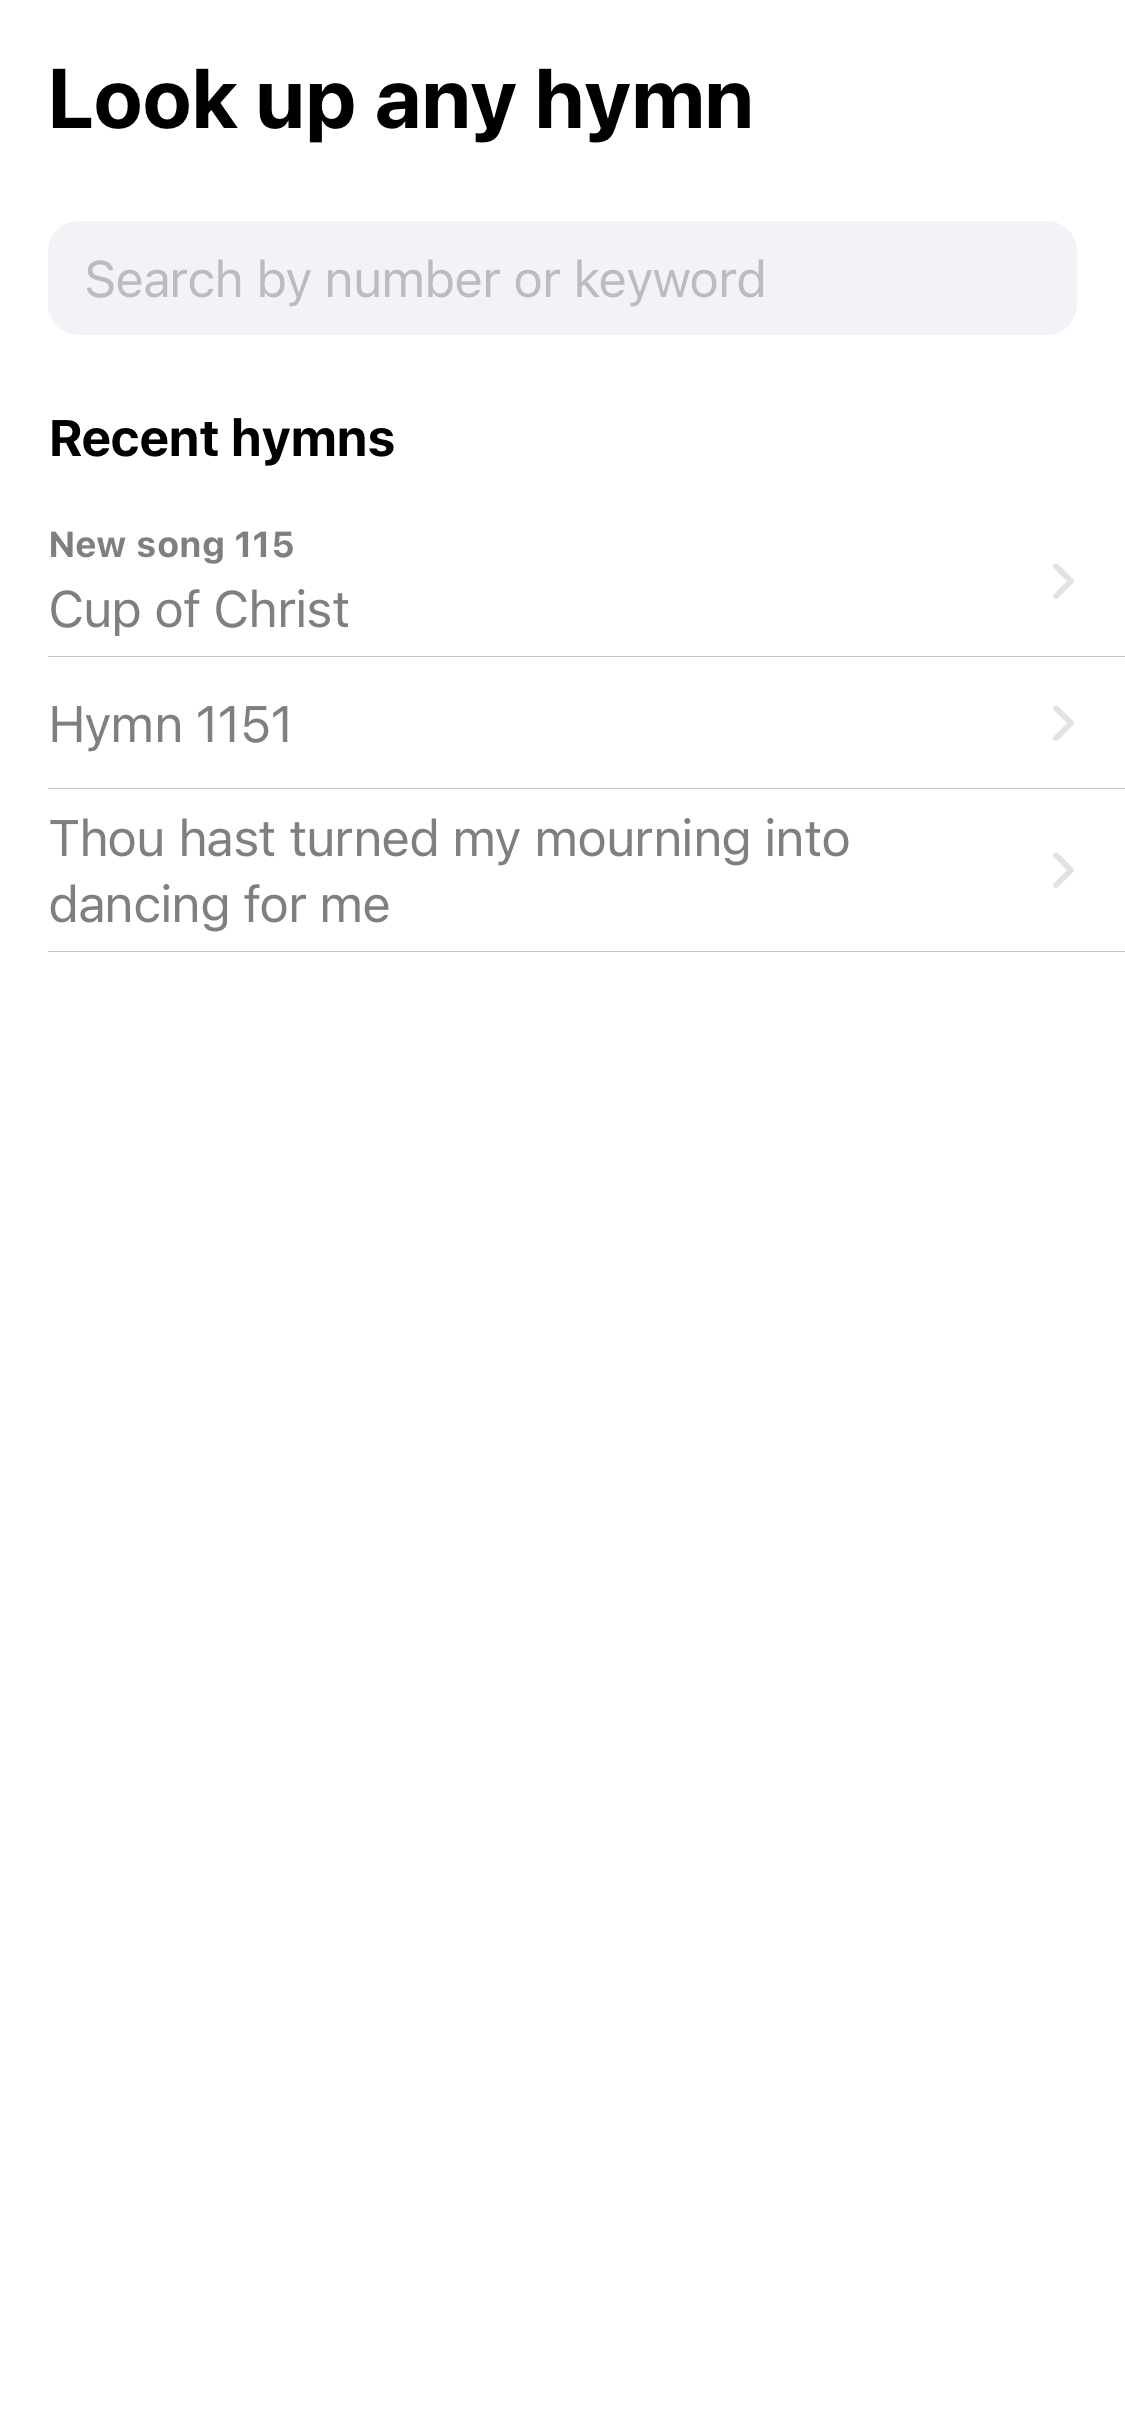 Look up any hymn
Search by number or keyword
Recent hymns
New song 115
Cup of Christ
Hymn 1151
Thou hast turned my mourning into
dancing for me